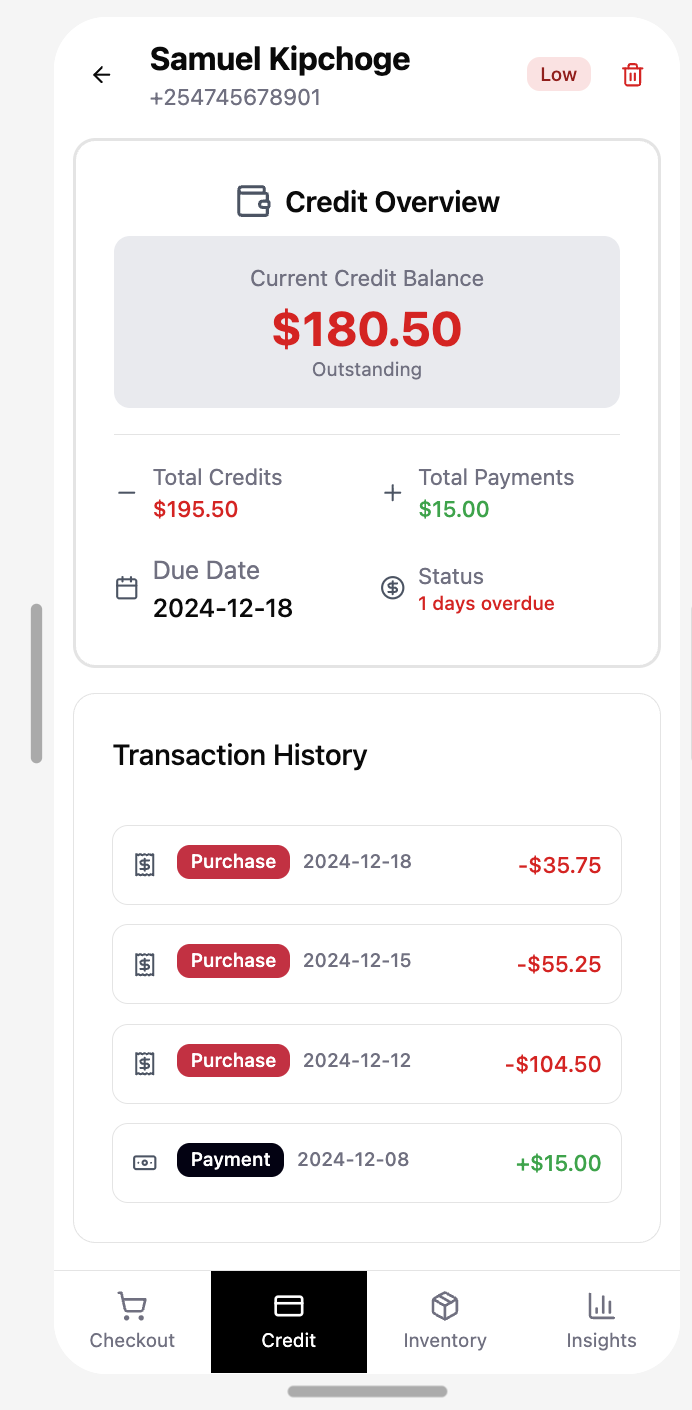 Samuel Kipchoge
+254745678901
Low
Credit Overview
Current Credit Balance
$180.50
Outstanding
Total Credits
$195.50
Total Payments
$15.00
Due Date
2024-12-18
Status
1 days overdue
Transaction History
Purchase 2024-12-18 -$35.75
Purchase 2024-12-15 -$55.25
Purchase 2024-12-12 -$104.50
Payment 2024-12-08 +$15.00
Checkout Credit Inventory Insights